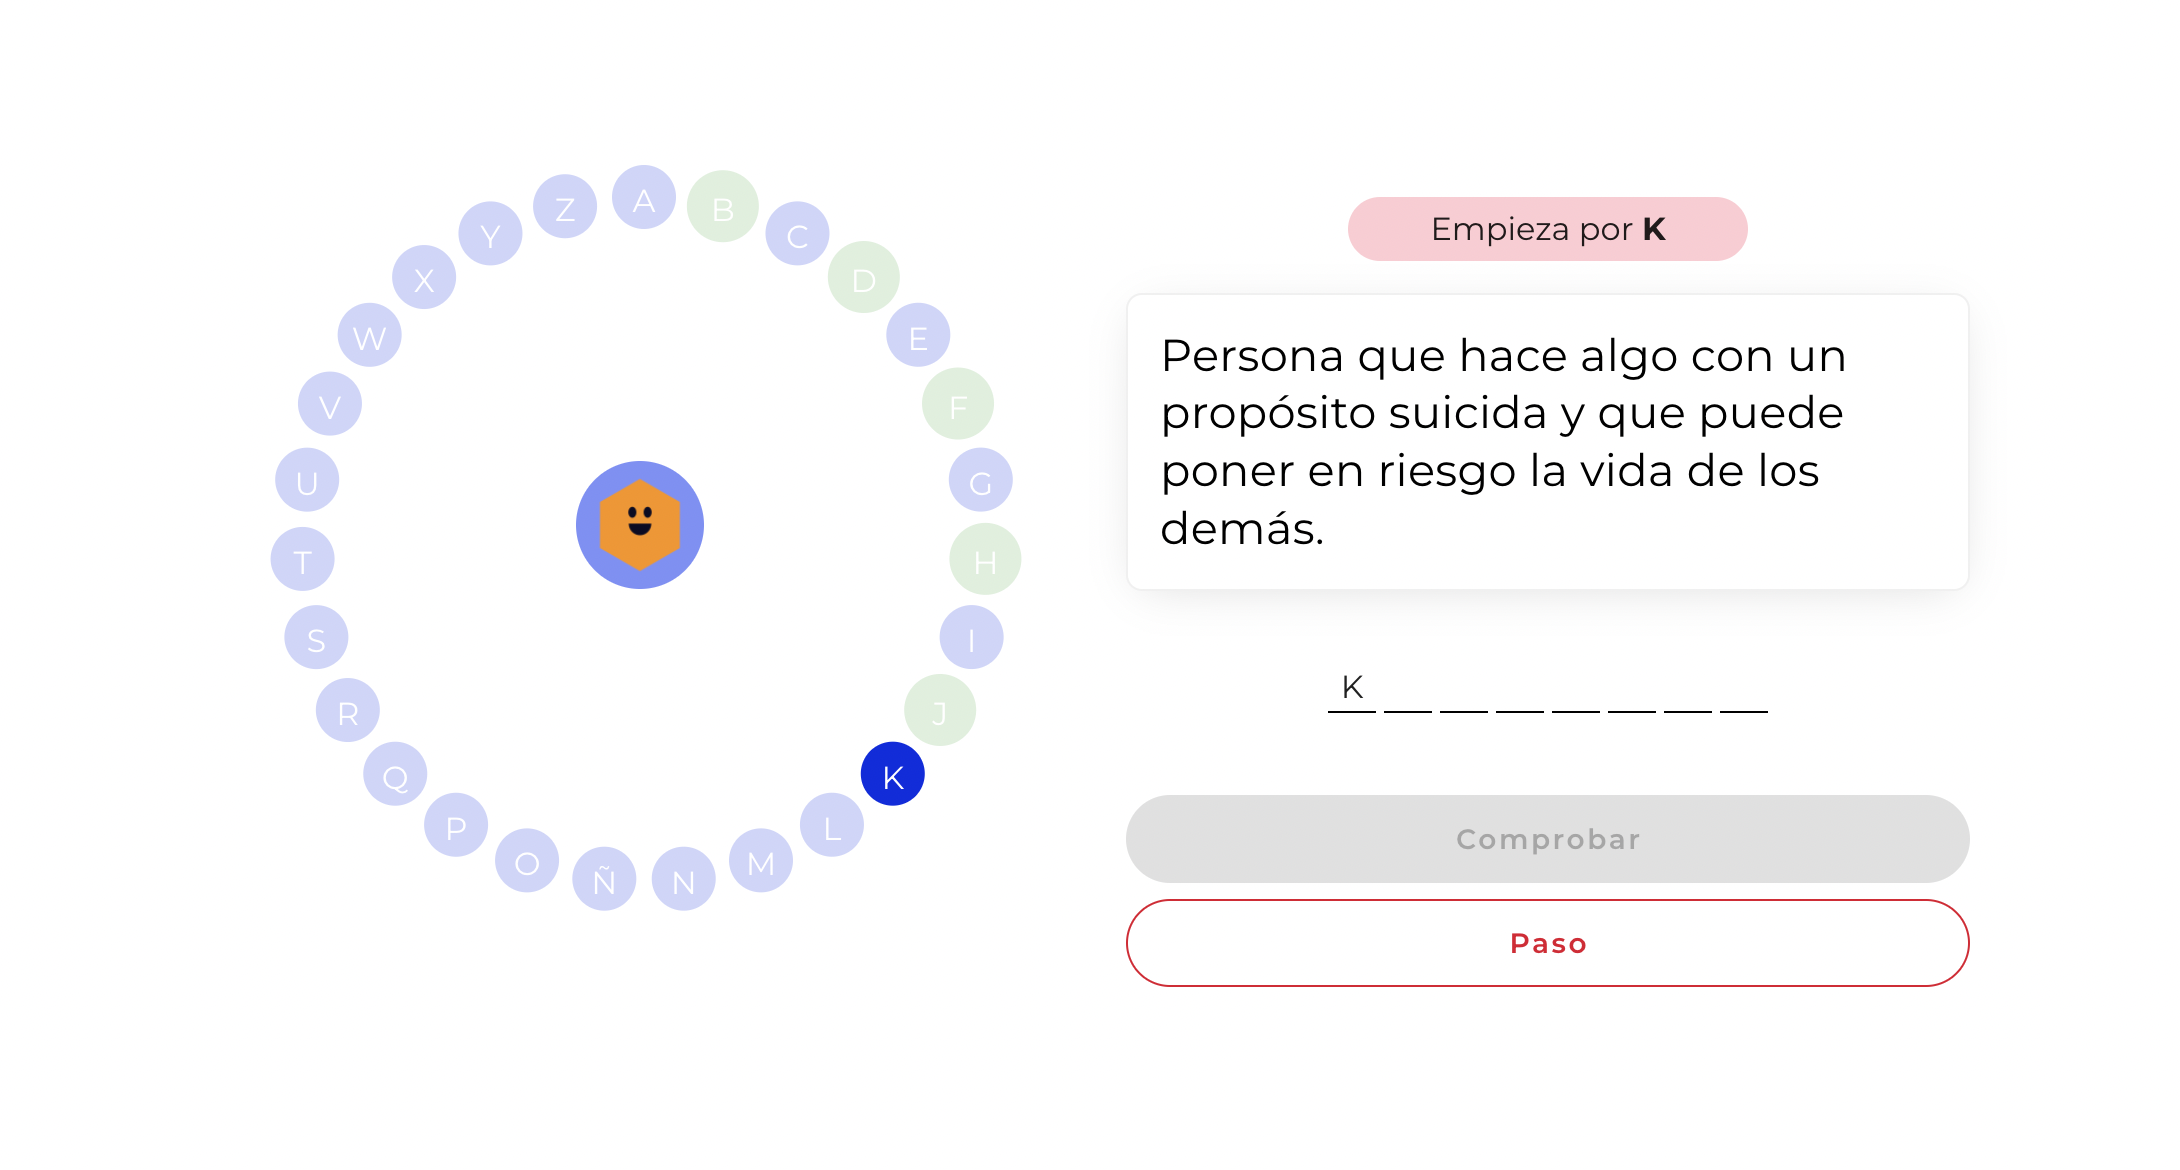 A
B
C
D
E
F
G
H
I
J
K
L
M
N
Ñ
O
P
Q
R
S
T
U
V
W
X
Y
Z
Empieza por K
Persona que hace algo con un
propósito suicida y que puede
poner en riesgo la vida de los
demás.
K
Comprobar
Paso